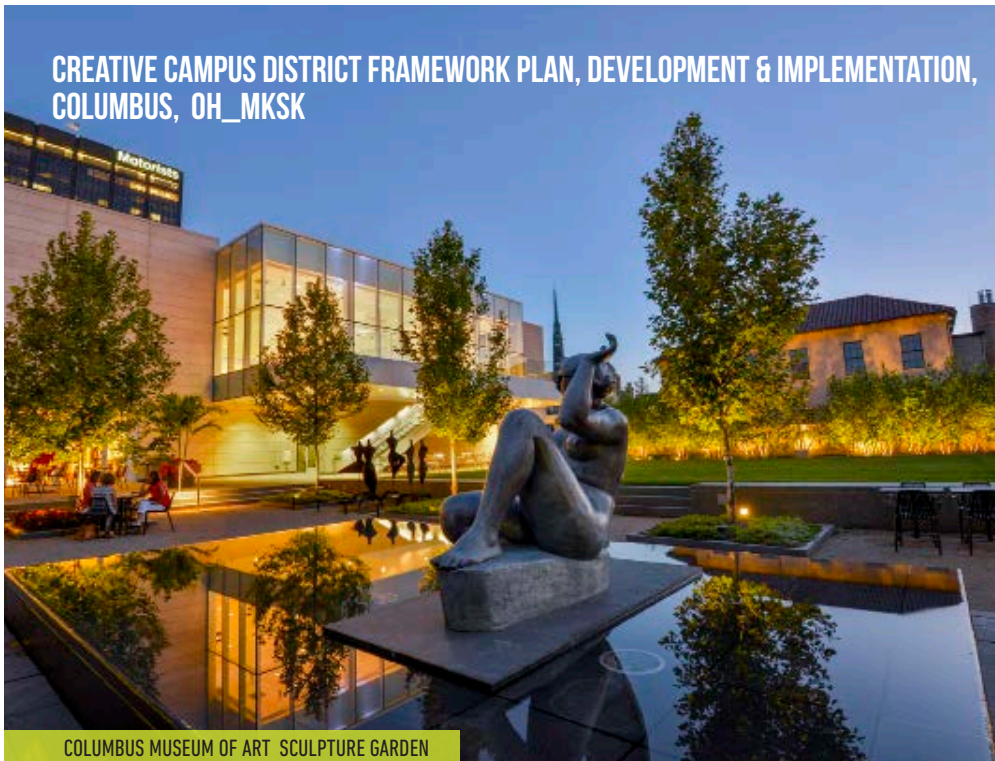 CREATIVE CAMPUS DISTRICT FRAMEWORK PLAN, DEVELOPMENT & IMPLEMENTATION,
COLUMBUS, OH_MKSK
Motorists
COLUMBUS MUSEUM OF ART SCULPTURE GARDEN